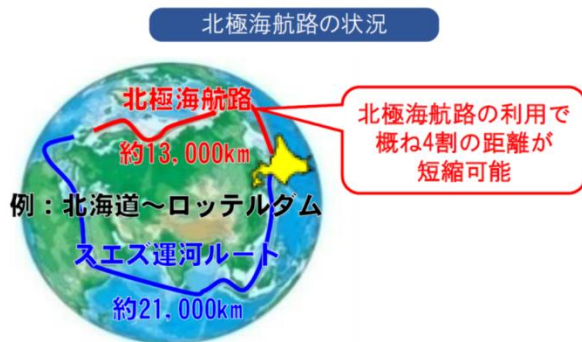 北極海航路の状況
北極海航路
約13,000km
北極海航路の利用で
概ね4割の距離が
短縮可能
例：北海道～ロッテルダム
スエズ運河ルート
約21,000km